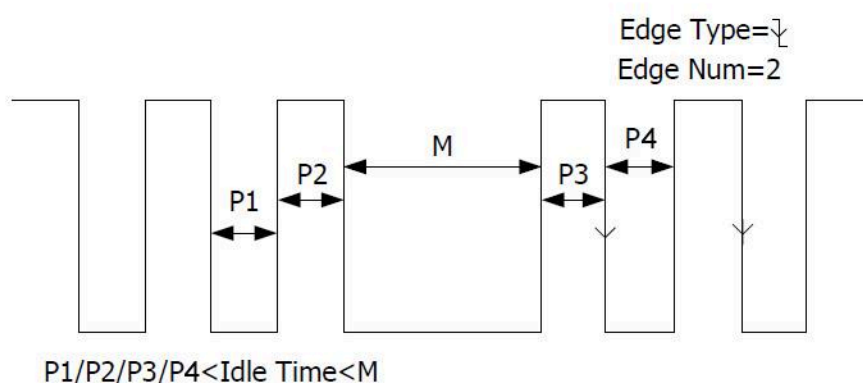 Edge Type=
Edge Num=2
M
P4
P2
P3
P1
P1/P2/P3/P4<Idle Time<M